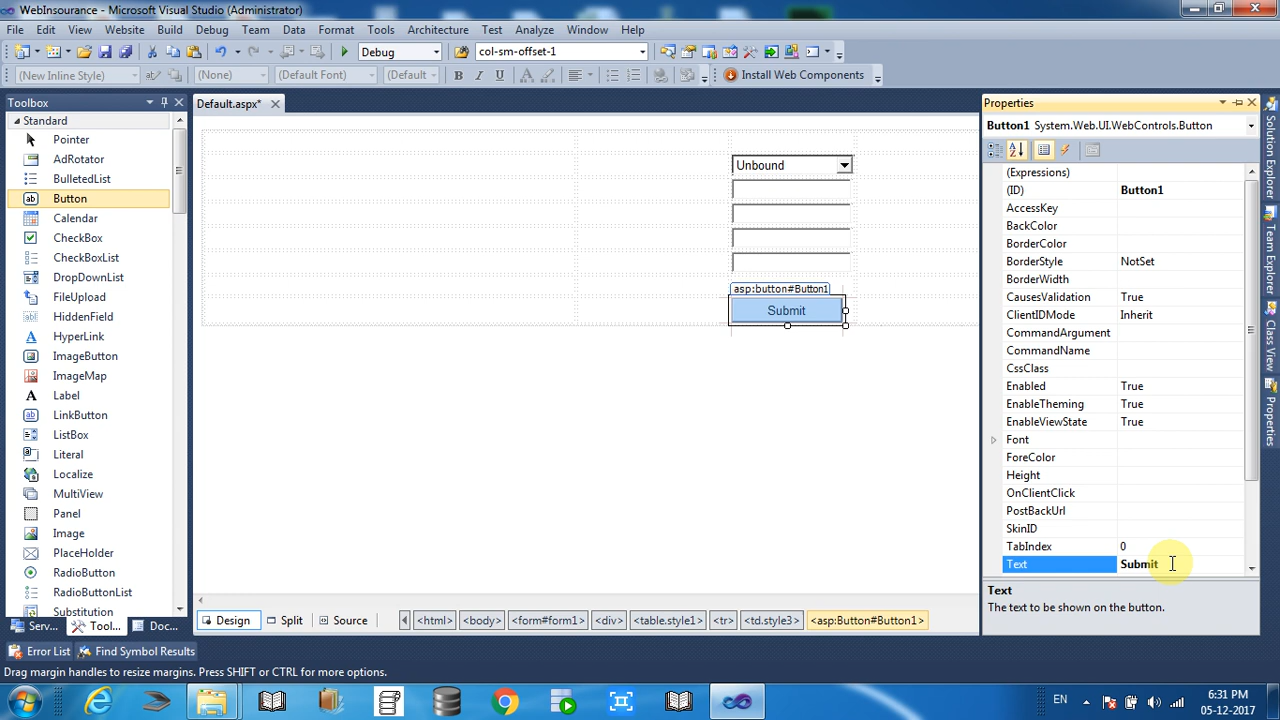 WebInsurance - Microsoft Visual Studio (Administrator)
File Edit View Website Build Debug Team Data Format Tools Architecture Test Analyze Window Help
Debug col-sm-offset-1
(New Inline Style) (None) (Default Font) (Default B I U A Install Web Components
Toolbox
Default.aspx*
Properties
Standard
Pointer
AdRotator
BulletedList
Button
Calendar
CheckBox
CheckBoxList
DropDownList
FileUpload
HiddenField
HyperLink
ImageButton
ImageMap
Label
LinkButton
ListBox
Literal
Localize
MultiView
Panel
Image
PlaceHolder
RadioButton
RadioButtonList
Substitution
Serv... Tool... Doc...
Unbound
asp:button#Button1
Submit
Design Split Source <html> <body> <form#form1> <div> <table.style1> <tr> <td.style3> <asp:Button#Button1>
Button1 System.Web.UI.WebControls.Button
(Expressions)
(ID) Button1
AccessKey
BackColor
BorderColor
BorderStyle NotSet
BorderWidth
CausesValidation True
ClientIDMode Inherit
CommandArgument
CommandName
CssClass
Enabled True
EnableTheming True
EnableViewState True
Font
ForeColor
Height
OnClientClick
PostBackUrl
SkinID
TabIndex 0
Text Submit
Text
The text to be shown on the button.
Solution Explorer
Team Explorer
Class View
Properties
Error List Find Symbol Results
Drag margin handles to resize margins. Press SHIFT or CTRL for more options.
EN
6:31 PM
05-12-2017